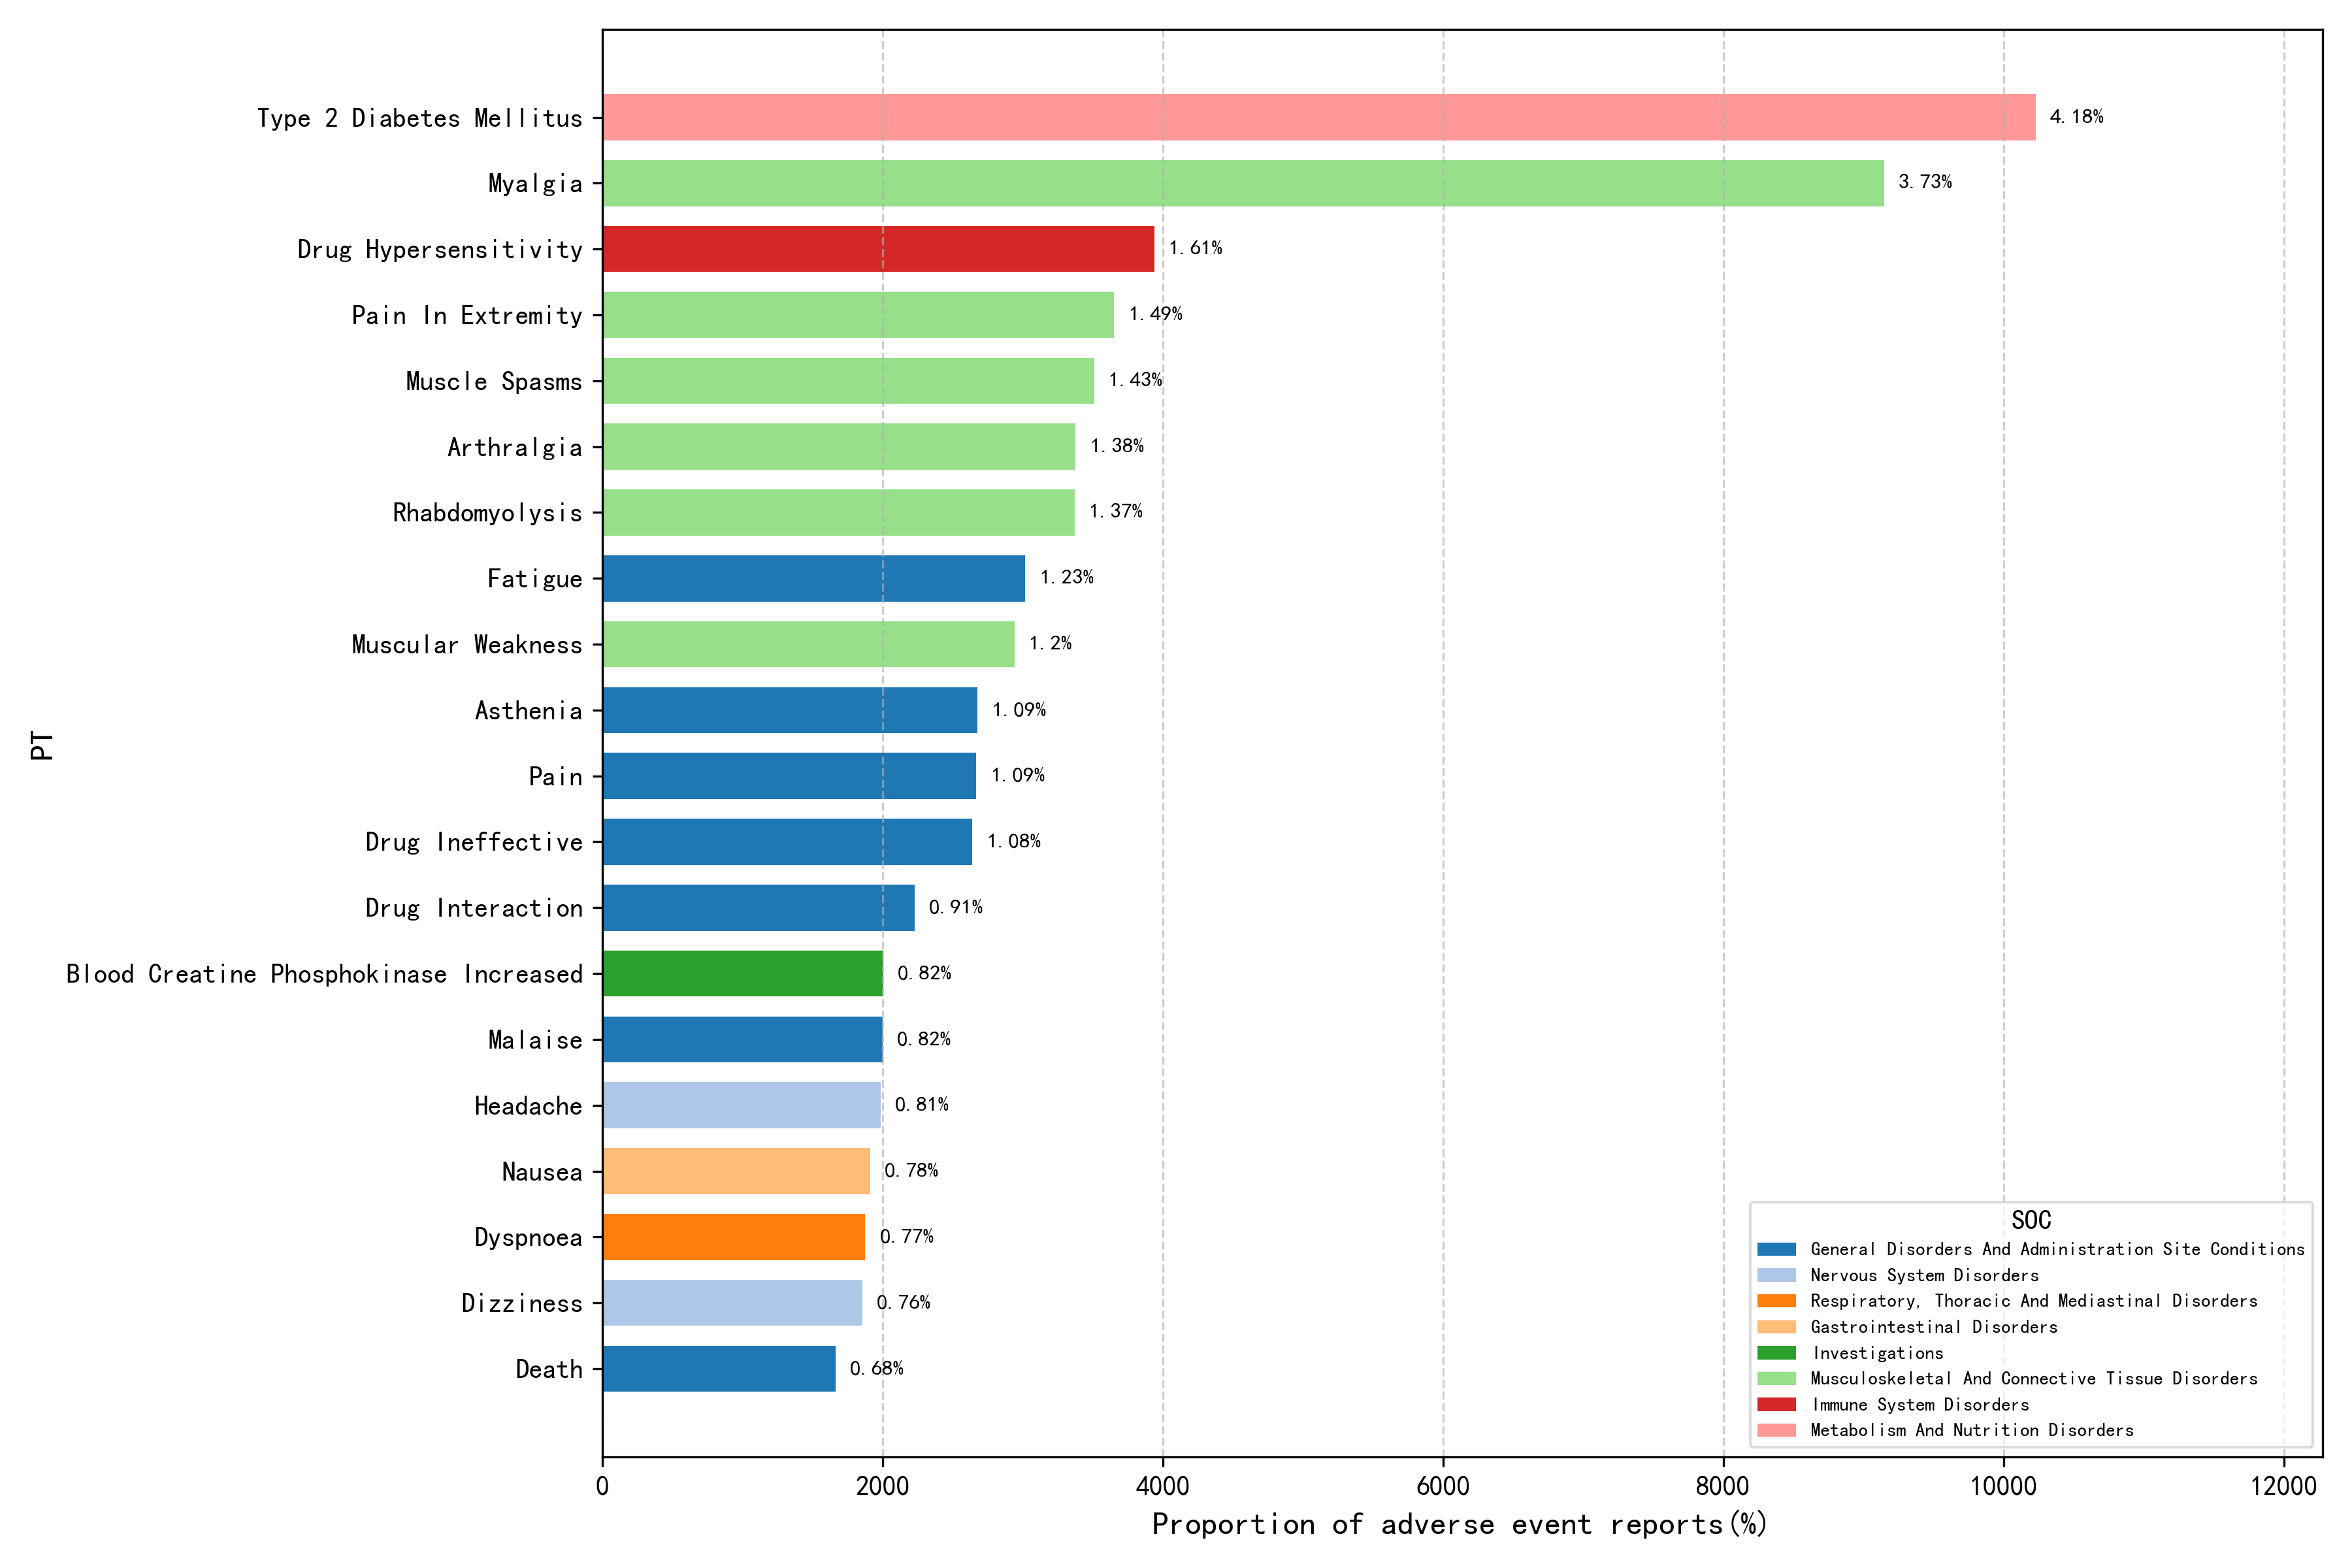 Type 2 Diabetes Mellitus
4.18%
Myalgia
3.73%
Drug Hypersensitivity
1.61%
Pain In Extremity
1.49%
Muscle Spasms
1.43%
Arthralgia
1.38%
Rhabdomyolysis
1.37%
Fatigue
1.23%
Muscular Weakness
1.2%
Asthenia
1.09%
PT
Pain
1.09%
Drug Ineffective
1.08%
Drug Interaction
0.91%
Blood Creatine Phosphokinase Increased
0.82%
Malaise
0.82%
Headache
0.81%
Nausea
0.78%
Dyspnoea
0.77%
Dizziness
0.76%
Death
0.68%
SOC
General Disorders And Administration Site Conditions
Nervous System Disorders
Respiratory, Thoracic And Mediastinal Disorders
Gastrointestinal Disorders
Investigations
Musculoskeletal And Connective Tissue Disorders
Immune System Disorders
Metabolism And Nutrition Disorders
0 2000 4000 6000 8000 10000 12000
Proportion of adverse event reports(%)